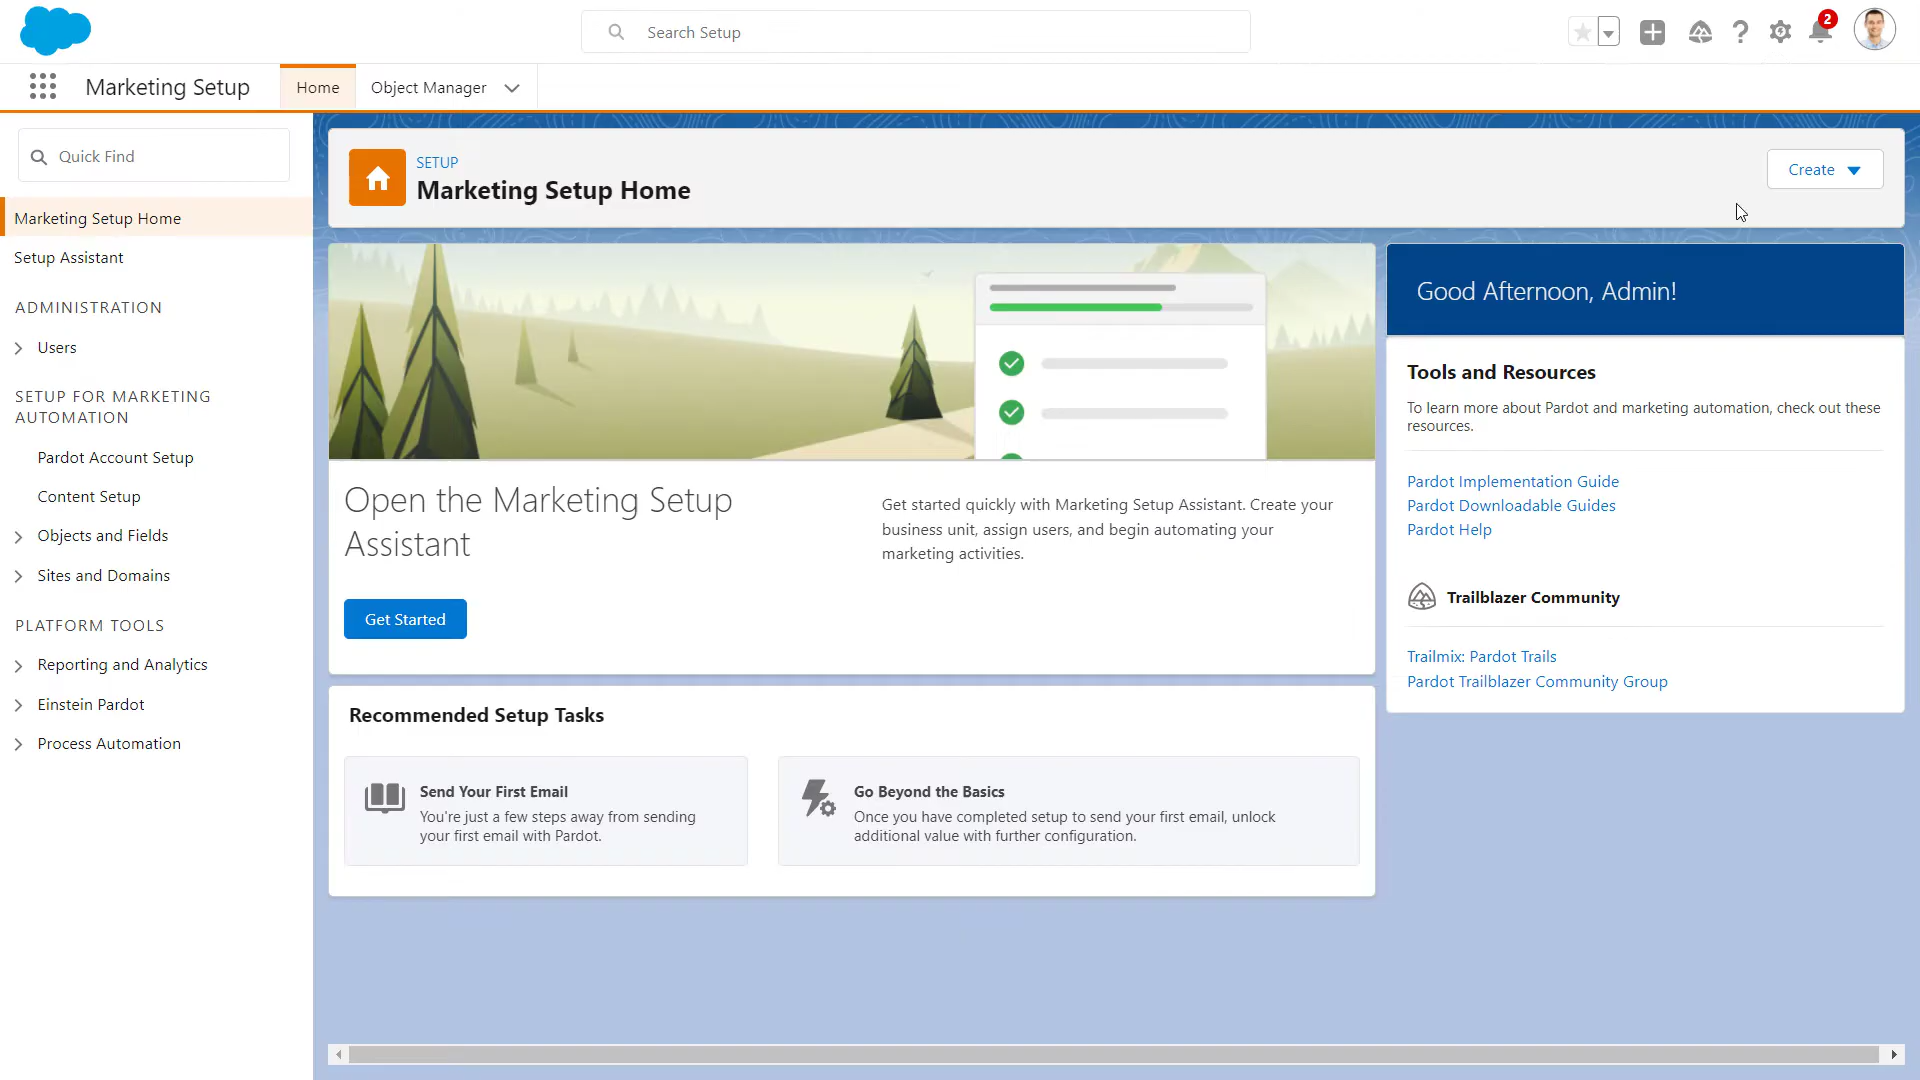 Search Setup
2
Marketing Setup
Home
Object Manager
Quick Find
Marketing Setup Home
Setup Assistant
ADMINISTRATION
Users
SETUP FOR MARKETING
AUTOMATION
Pardot Account Setup
Content Setup
Objects and Fields
Sites and Domains
PLATFORM TOOLS
Reporting and Analytics
Einstein Pardot
Process Automation
SETUP
Marketing Setup Home
Create
Open the Marketing Setup
Assistant
Get started quickly with Marketing Setup Assistant. Create your
business unit, assign users, and begin automating your
marketing activities.
Get Started
Recommended Setup Tasks
Send Your First Email
You're just a few steps away from sending
your first email with Pardot.
Go Beyond the Basics
Once you have completed setup to send your first email, unlock
additional value with further configuration.
Good Afternoon, Admin!
Tools and Resources
To learn more about Pardot and marketing automation, check out these
resources.
Pardot Implementation Guide
Pardot Downloadable Guides
Pardot Help
Trailblazer Community
Trailmix: Pardot Trails
Pardot Trailblazer Community Group